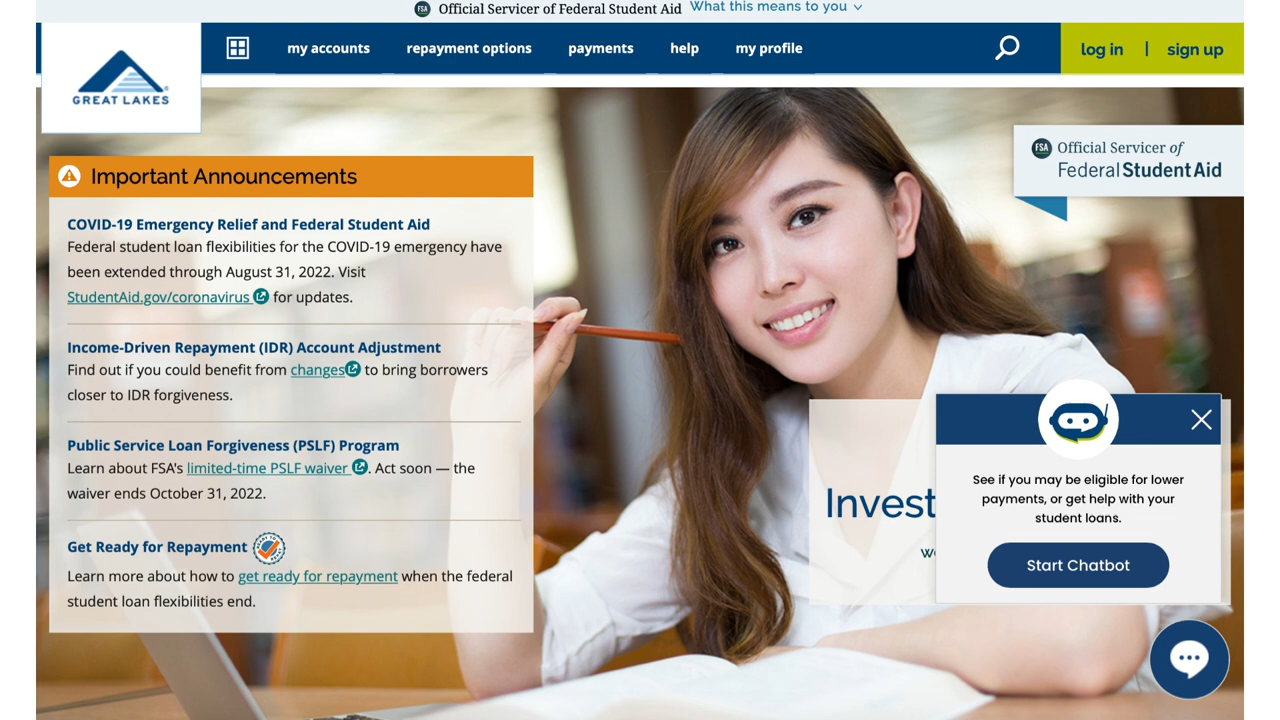 FSA Official Servicer of Federal Student Aid What this means to you
GREAT LAKES
my accounts repayment options payments help my profile
log in | sign up
FSA Official Servicer of
Federal Student Aid
Important Announcements
COVID-19 Emergency Relief and Federal Student Aid
Federal student loan flexibilities for the COVID-19 emergency have
been extended through August 31, 2022. Visit
StudentAid.gov/coronavirus for updates.
Income-Driven Repayment (IDR) Account Adjustment
Find out if you could benefit from changes to bring borrowers
closer to IDR forgiveness.
Public Service Loan Forgiveness (PSLF) Program
Learn about FSA's limited-time PSLF waiver . Act soon — the
waiver ends October 31, 2022.
Get Ready for Repayment
Learn more about how to get ready for repayment when the federal
student loan flexibilities end.
Invest
See if you may be eligible for lower
payments, or get help with your
student loans.
Start Chatbot